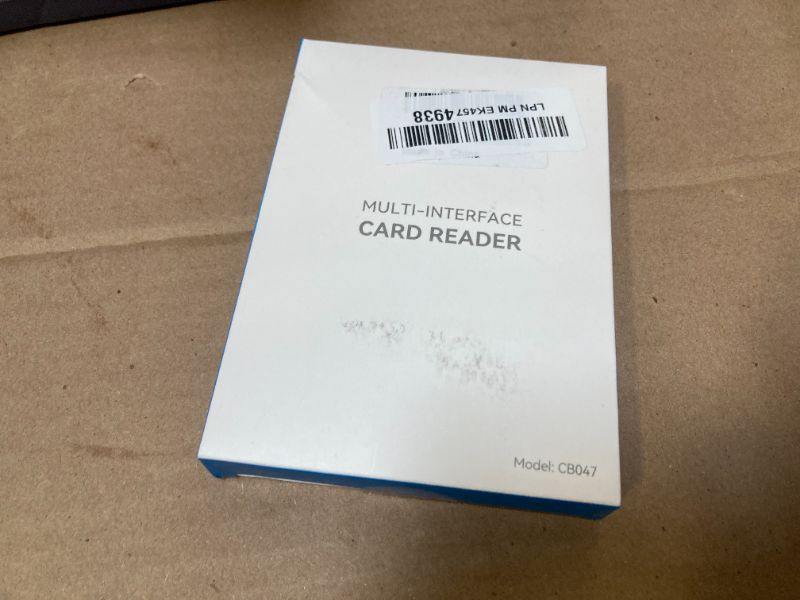 LPN PM EK457 4938
MULTI-INTERFACE
CARD READER
Model: CB047